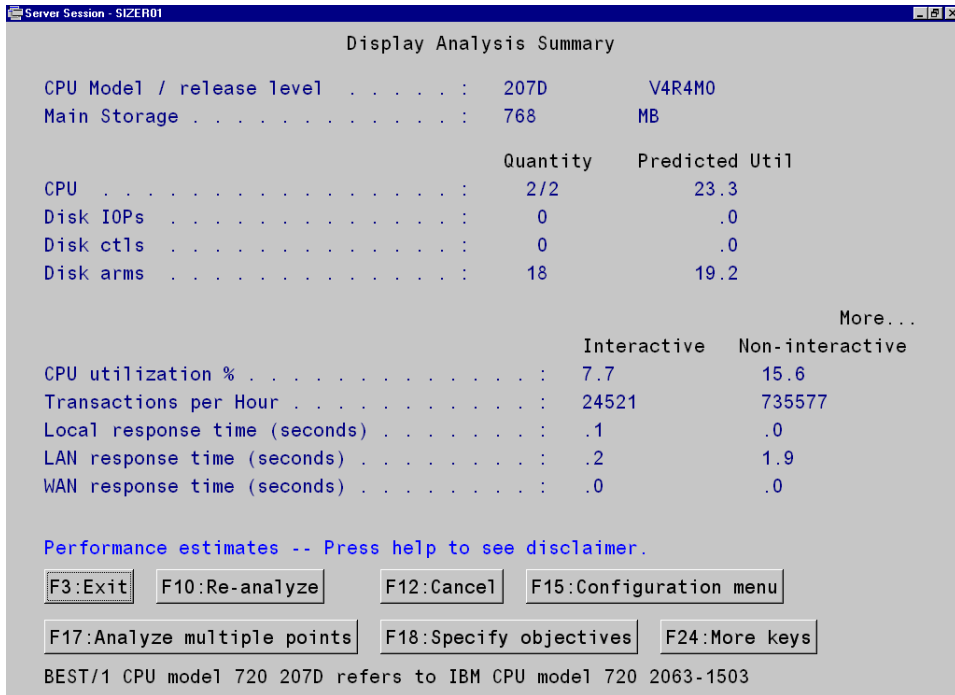 Server Session - SIZER01
Display Analysis Summary
CPU Model / release level . . . . . : 207D V4R4M0
Main Storage . . . . . . . . . . . . : 768 MB
Quantity Predicted Util
CPU . . . . . . . . . . . . . . . . : 2/2 23.3
Disk IOPs . . . . . . . . . . . . . : 0 .0
Disk ctls . . . . . . . . . . . . . : 0 .0
Disk arms . . . . . . . . . . . . . : 18 19.2
More...
Interactive Non-interactive
CPU utilization % . . . . . . . . . . . . . : 7.7 15.6
Transactions per Hour . . . . . . . . . . . : 24521 735577
Local response time (seconds) . . . . . . . : .1 .0
LAN response time (seconds) . . . . . . . . : .2 1.9
WAN response time (seconds) . . . . . . . . : .0 .0
Performance estimates -- Press help to see disclaimer.
F3:Exit F10:Re-analyze F12:Cancel F15:Configuration menu
F17:Analyze multiple points F18:Specify objectives F24:More keys
BEST/1 CPU model 720 207D refers to IBM CPU model 720 2063-1503